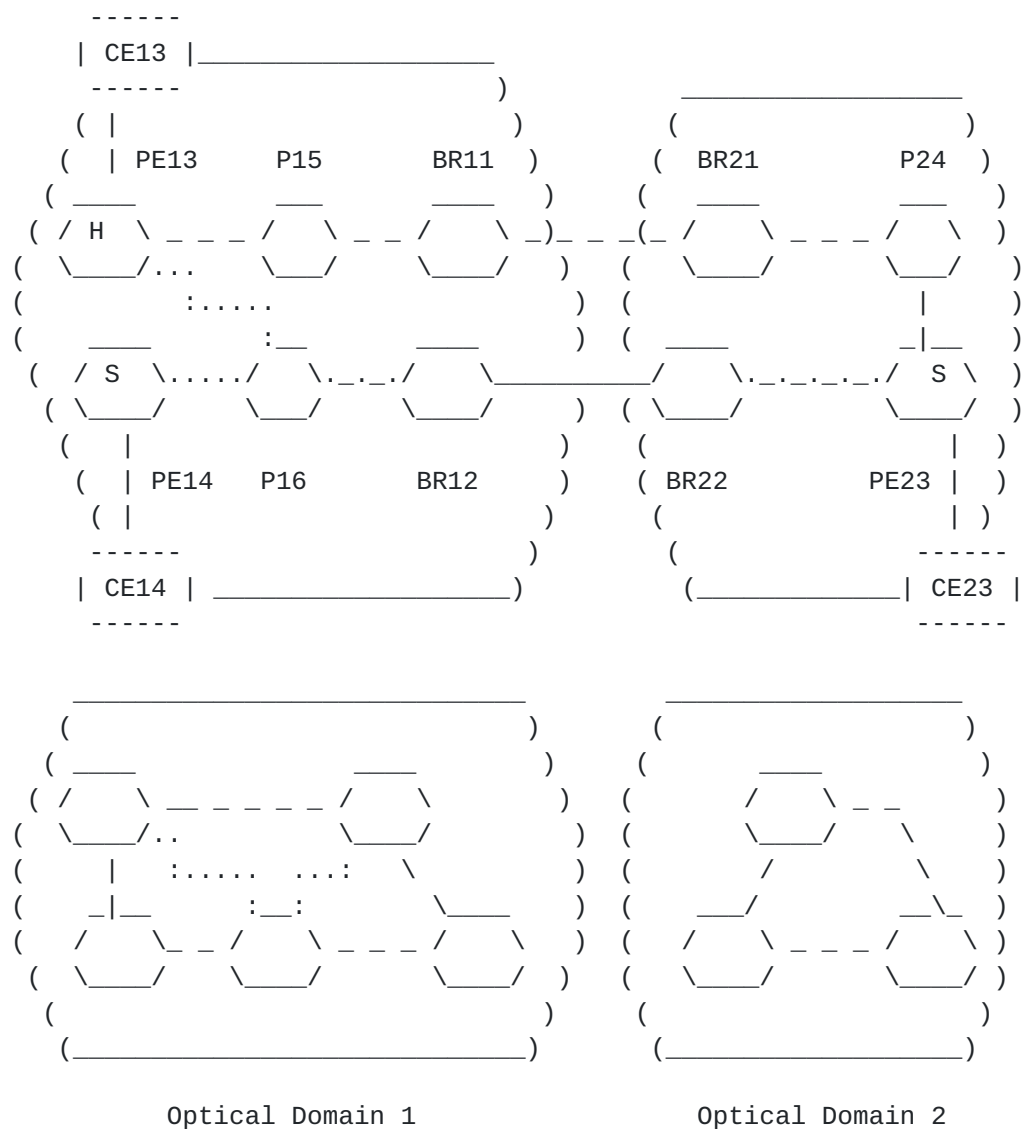 CE13
PE13 P15 BR11 BR21 P24
H
S S
PE14 P16 BR12 BR22 PE23
CE14 CE23
Optical Domain 1 Optical Domain 2